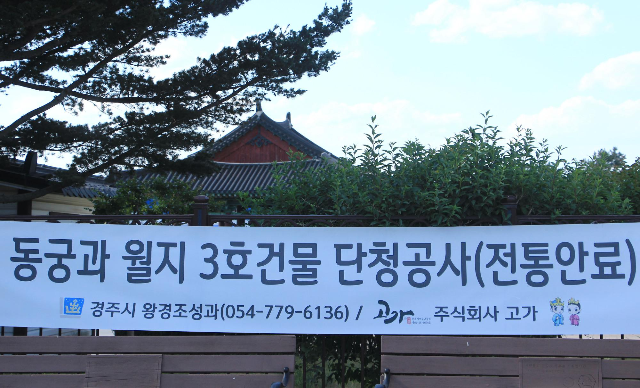 동궁과 월지 3호건물 단청공사(전통안료)
경주시 왕경조성과(054-779-6136) / 고가 주식회사 고가